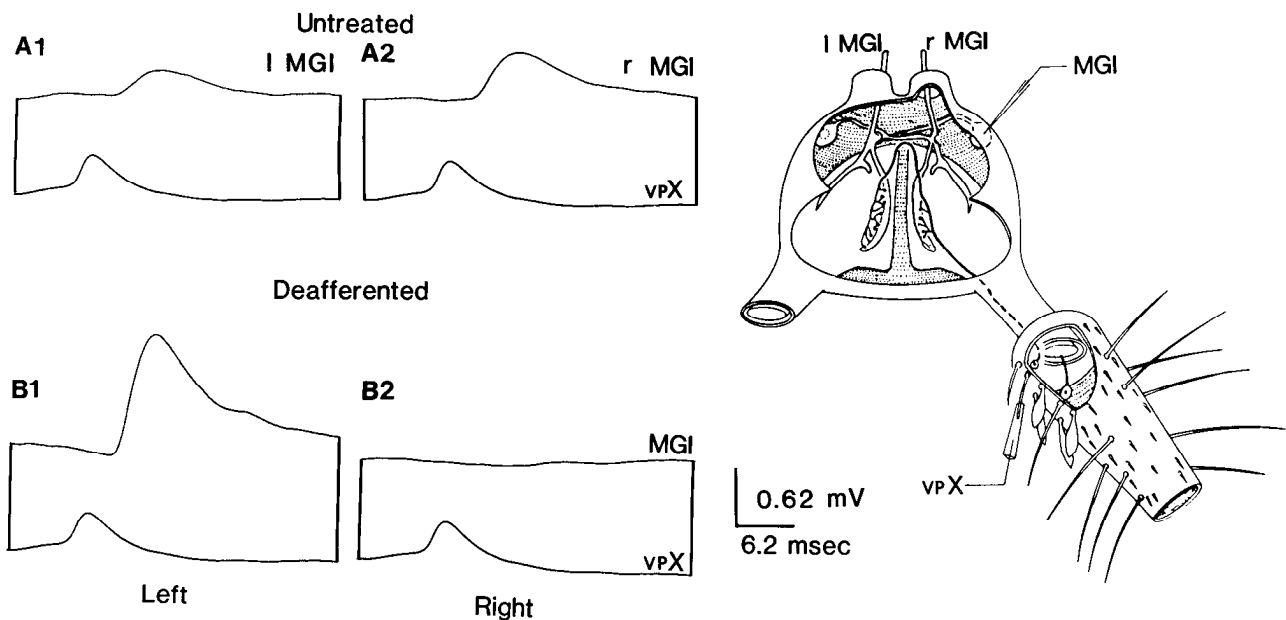 Untreated
A1
l MGI
A2
r MGI
VPX
Deafferented
B1
Left
B2
MGI
VPX
Right
l MGI
r MGI
MGI
VPX
0.62 mV
6.2 msec